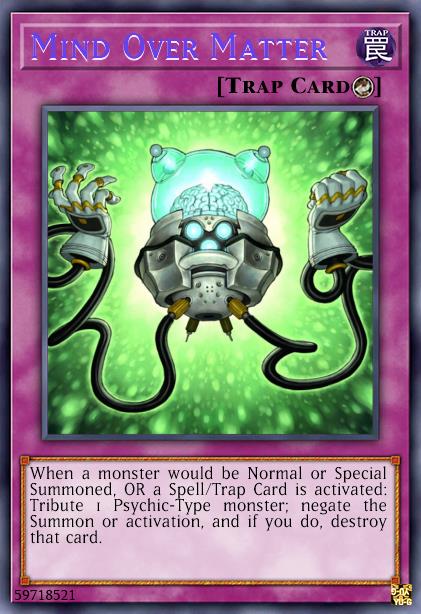 Mind Over Matter
TRAP
罠
[Trap Card]
When a monster would be Normal or Special
Summoned, OR a Spell/Trap Card is activated:
Tribute 1 Psychic-Type monster; negate the
Summon or activation, and if you do, destroy
that card.
59718521